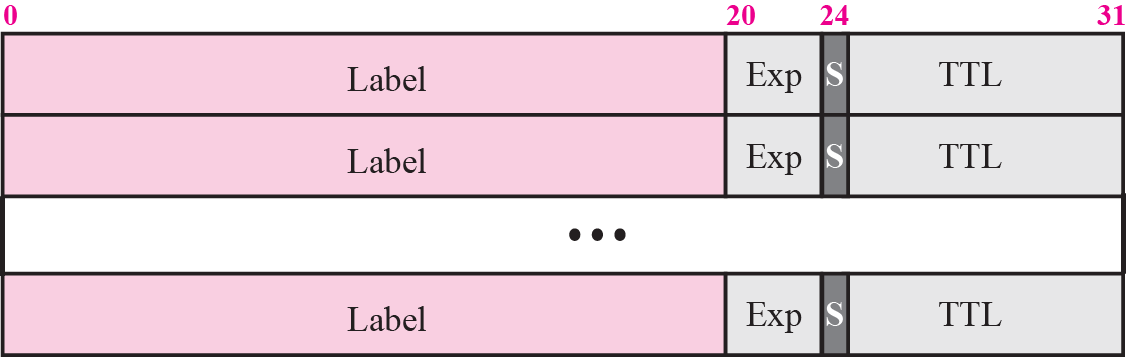 0 20 24 31
Label Exp S TTL
Label Exp S TTL
•••
Label Exp S TTL